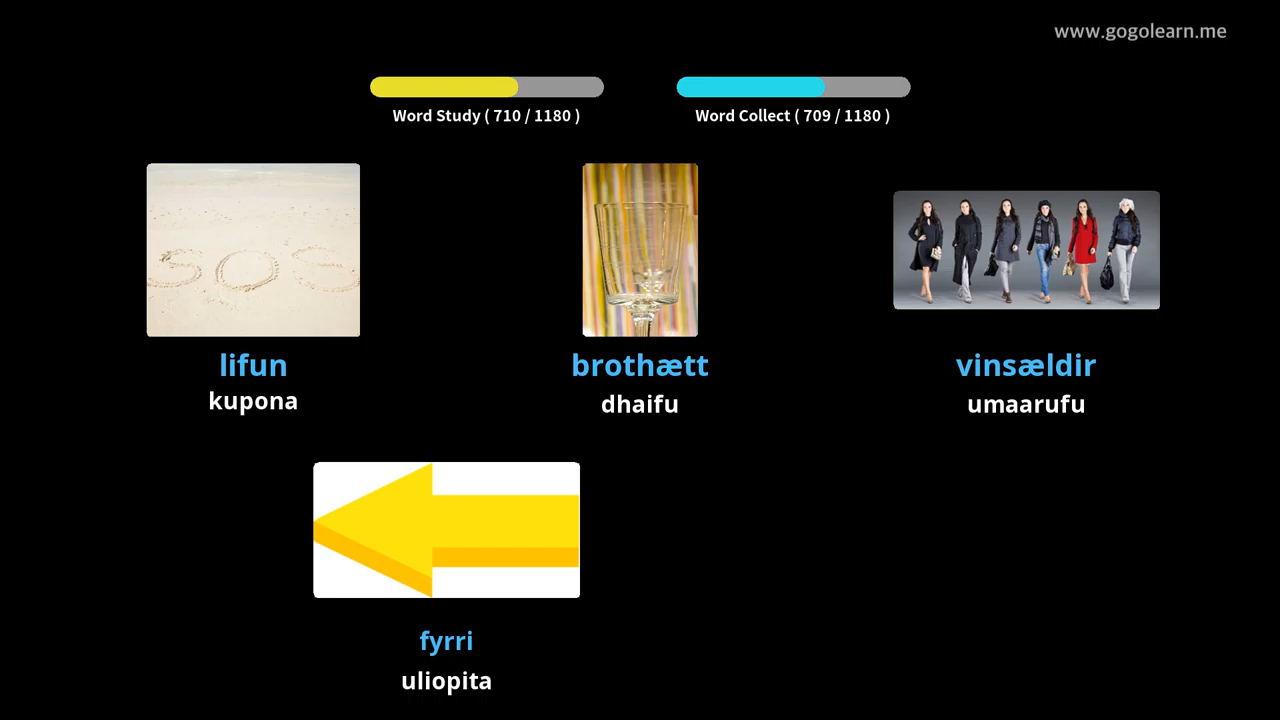 www.gogolearn.me
Word Study ( 710 / 1180 )
Word Collect ( 709 / 1180 )
SOS
lifun
kupona
brothætt
dhaifu
vinsældir
umaarufu
fyrri
uliopita